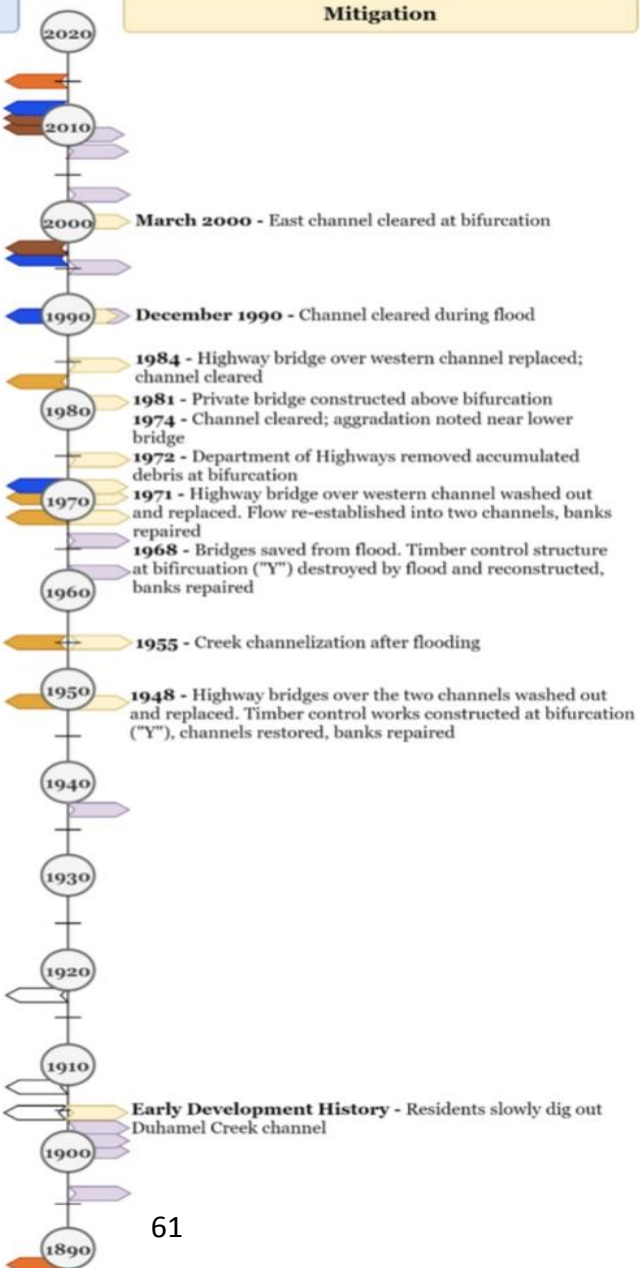 Mitigation
2020
2010
2000
March 2000 - East channel cleared at bifurcation
1990
December 1990 - Channel cleared during flood
1984 - Highway bridge over western channel replaced;
channel cleared
1980
1981 - Private bridge constructed above bifurcation
1974 - Channel cleared; aggradation noted near lower
bridge
1972 - Department of Highways removed accumulated
debris at bifurcation
1970
1971 - Highway bridge over western channel washed out
and replaced. Flow re-established into two channels, banks
repaired
1968 - Bridges saved from flood. Timber control structure
at bifircuation ("Y") destroyed by flood and reconstructed,
banks repaired
1960
1955 - Creek channelization after flooding
1950
1948 - Highway bridges over the two channels washed out
and replaced. Timber control works constructed at bifurcation
("Y"), channels restored, banks repaired
1940
1930
1920
1910
Early Development History - Residents slowly dig out
Duhamel Creek channel
1900
61
1890